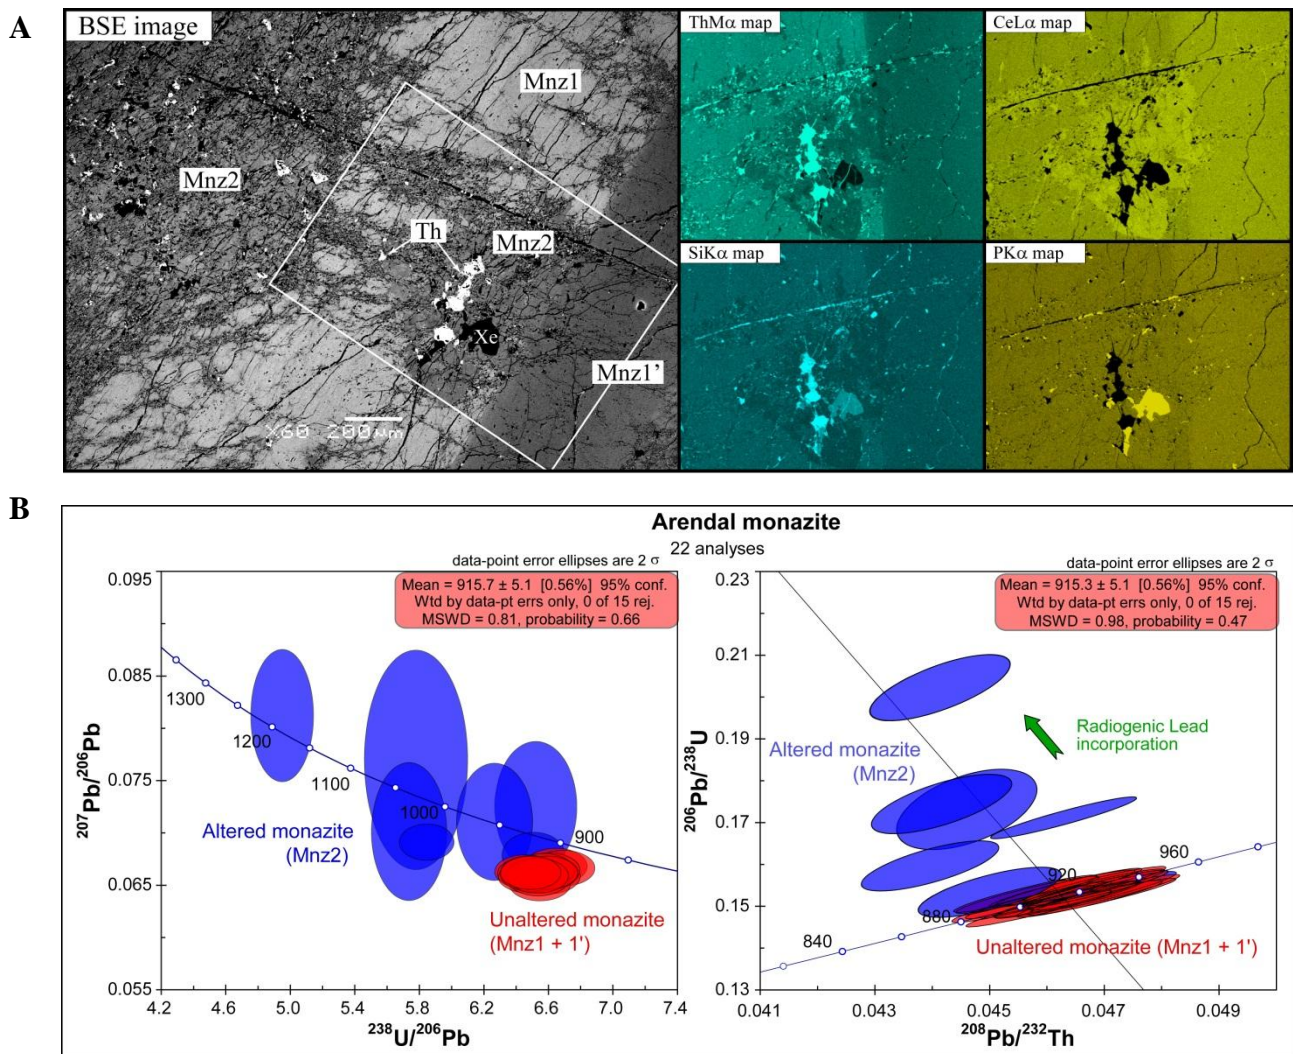 A
BSE image
Mnz1
Mnz2
Th
Mnz2
Xe
Mnz1’
X60 200μm
ThMα map
CeLα map
SiKα map
PKα map
B
Arendal monazite
22 analyses
data-point error ellipses are 2 σ
Mean = 915.7 ± 5.1 [0.56%] 95% conf.
Wtd by data-pt errs only, 0 of 15 rej.
MSWD = 0.81, probability = 0.66
0.095
0.085
0.075
0.065
0.055
207Pb/206Pb
1300
1200
1100
1000
900
Altered monazite
(Mnz2)
Unaltered monazite
(Mnz1 + 1')
4.2 5.0 5.8 6.6 7.4
238U/206Pb
data-point error ellipses are 2 σ
Mean = 915.3 ± 5.1 [0.56%] 95% conf.
Wtd by data-pt errs only, 0 of 15 rej.
MSWD = 0.98, probability = 0.47
0.23
0.21
0.19
0.17
0.15
0.13
206Pb/238U
Radiogenic Lead
incorporation
Altered monazite
(Mnz2)
960
920
880
840
Unaltered monazite (Mnz1 + 1')
0.041 0.043 0.045 0.047 0.049
208Pb/232Th